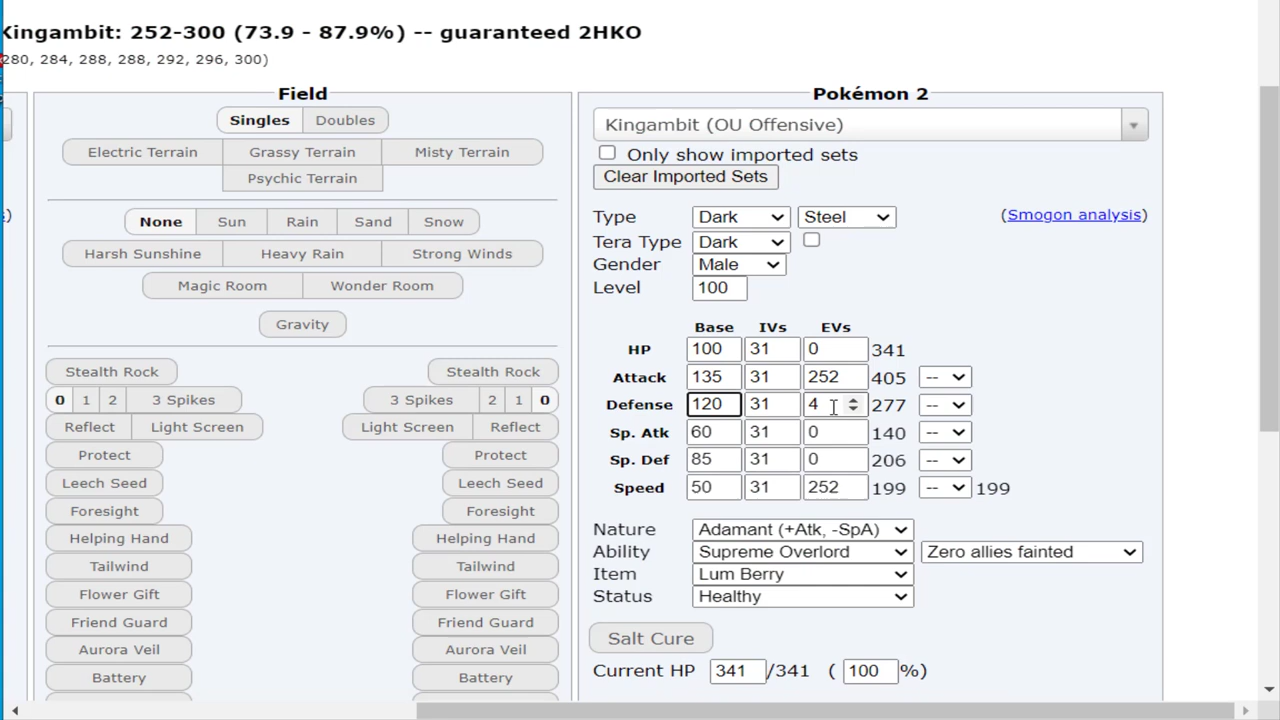 Kingambit: 252-300 (73.9 - 87.9%) -- guaranteed 2HKO
280, 284, 288, 288, 292, 296, 300)
Field
Singles Doubles
Electric Terrain Grassy Terrain Misty Terrain
Psychic Terrain
None Sun Rain Sand Snow
Harsh Sunshine Heavy Rain Strong Winds
Magic Room Wonder Room
Gravity
Stealth Rock Stealth Rock
0 1 2 3 Spikes 3 Spikes 2 1 0
Reflect Light Screen Light Screen Reflect
Protect Protect
Leech Seed Leech Seed
Foresight Foresight
Helping Hand Helping Hand
Tailwind Tailwind
Flower Gift Flower Gift
Friend Guard Friend Guard
Aurora Veil Aurora Veil
Battery Battery
Pokémon 2
Kingambit (OU Offensive)
Only show imported sets
Clear Imported Sets
Type Dark Steel (Smogon analysis)
Tera Type Dark
Gender Male
Level 100
Base IVs EVs
HP 100 31 0 341
Attack 135 31 252 405 --
Defense 120 31 4 277 --
Sp. Atk 60 31 0 140 --
Sp. Def 85 31 0 206 --
Speed 50 31 252 199 -- 199
Nature Adamant (+Atk, -SpA)
Ability Supreme Overlord Zero allies fainted
Item Lum Berry
Status Healthy
Salt Cure
Current HP 341 /341 ( 100 %)